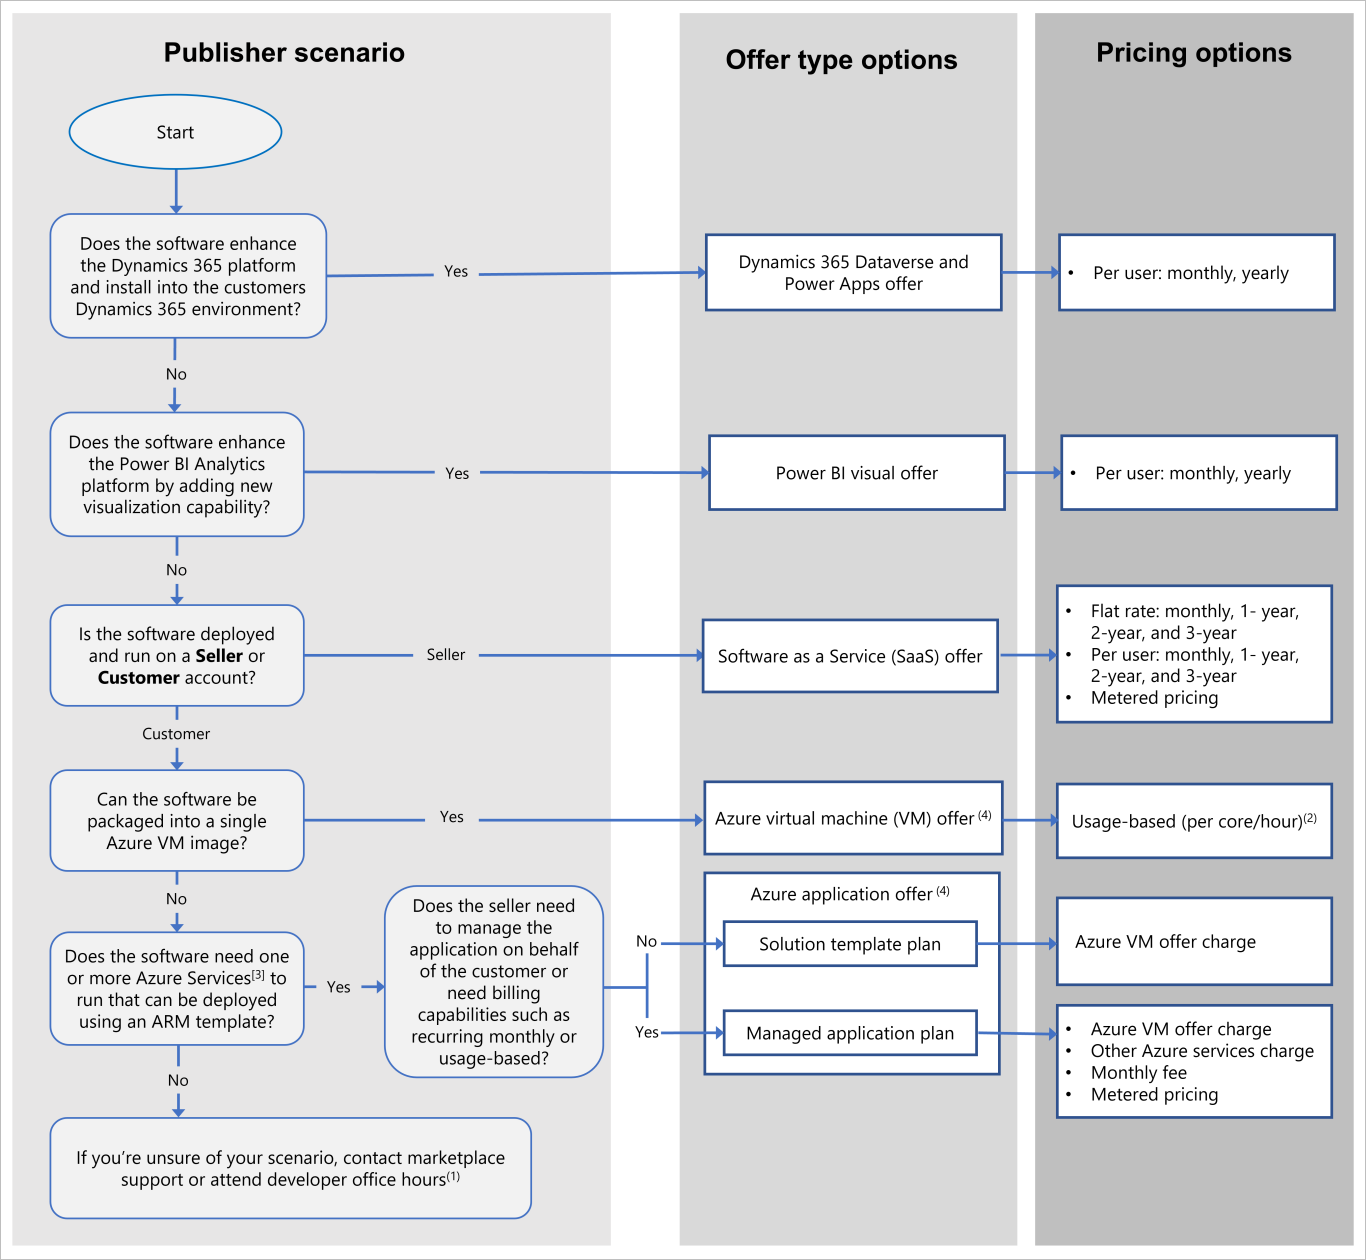 Publisher scenario
Offer type options
Pricing options
Start
Does the software enhance
the Dynamics 365 platform
and install into the customers
Dynamics 365 environment?
Yes
Dynamics 365 Dataverse and
Power Apps offer
• Per user: monthly, yearly
No
Does the software enhance
the Power BI Analytics
platform by adding new
visualization capability?
Yes
Power BI visual offer
• Per user: monthly, yearly
No
Is the software deployed
and run on a Seller or
Customer account?
Seller
Software as a Service (SaaS) offer
• Flat rate: monthly, 1- year,
2-year, and 3-year
• Per user: monthly, 1- year,
2-year, and 3-year
• Metered pricing
Customer
Can the software be
packaged into a single
Azure VM image?
Yes
Azure virtual machine (VM) offer (4)
Usage-based (per core/hour)(2)
No
Does the software need one
or more Azure Services[3] to
run that can be deployed
using an ARM template?
Yes
Does the seller need
to manage the
application on behalf
of the customer or
need billing
capabilities such as
recurring monthly or
usage-based?
Azure application offer (4)
No
Solution template plan
Azure VM offer charge
Yes
Managed application plan
• Azure VM offer charge
• Other Azure services charge
• Monthly fee
• Metered pricing
No
If you’re unsure of your scenario, contact marketplace
support or attend developer office hours(1)